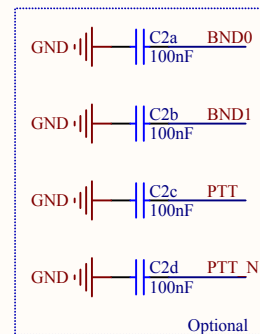 GND C2a BND0
100nF
GND C2b BND1
100nF
GND C2c PTT
100nF
GND C2d PTT_N
100nF
Optional